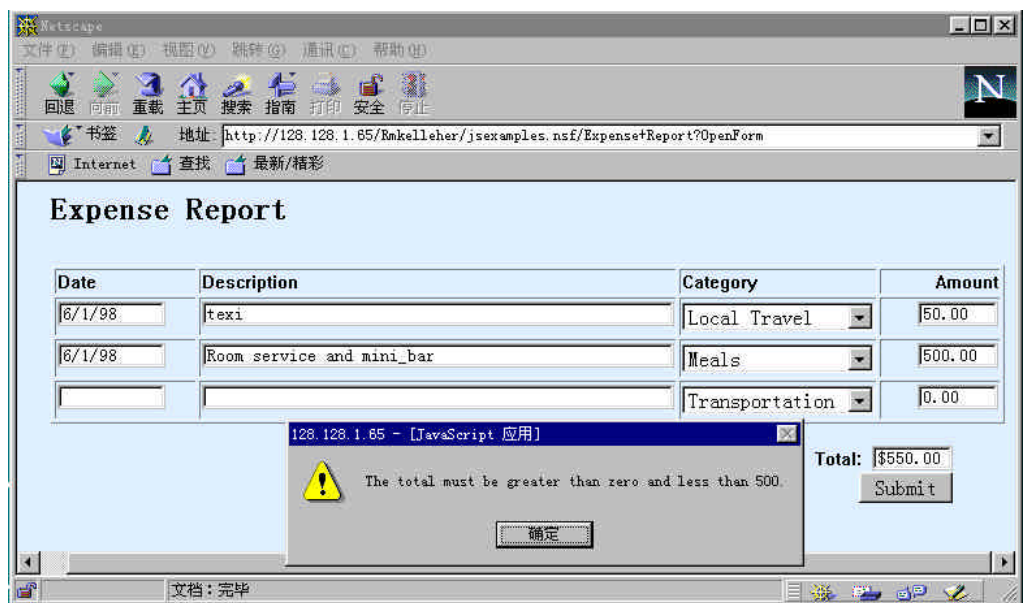 Netscape
文件(F) 编辑(E) 视图(V) 跳转(G) 通讯(C) 帮助(H)
回退 向前 重载 主页 搜索 指南 打印 安全 停止
N
书签 地址: http://128.128.1.65/Rmkelleher/jsexamples.nsf/Expense+Report?OpenForm
Internet 查找 最新/精彩
Expense Report
Date Description Category Amount
6/1/98 texi Local Travel 50.00
6/1/98 Room service and mini_bar Meals 500.00
Transportation 0.00
128.128.1.65 - [JavaScript 应用]
The total must be greater than zero and less than 500.
确定
Total: $550.00
Submit
文档：完毕